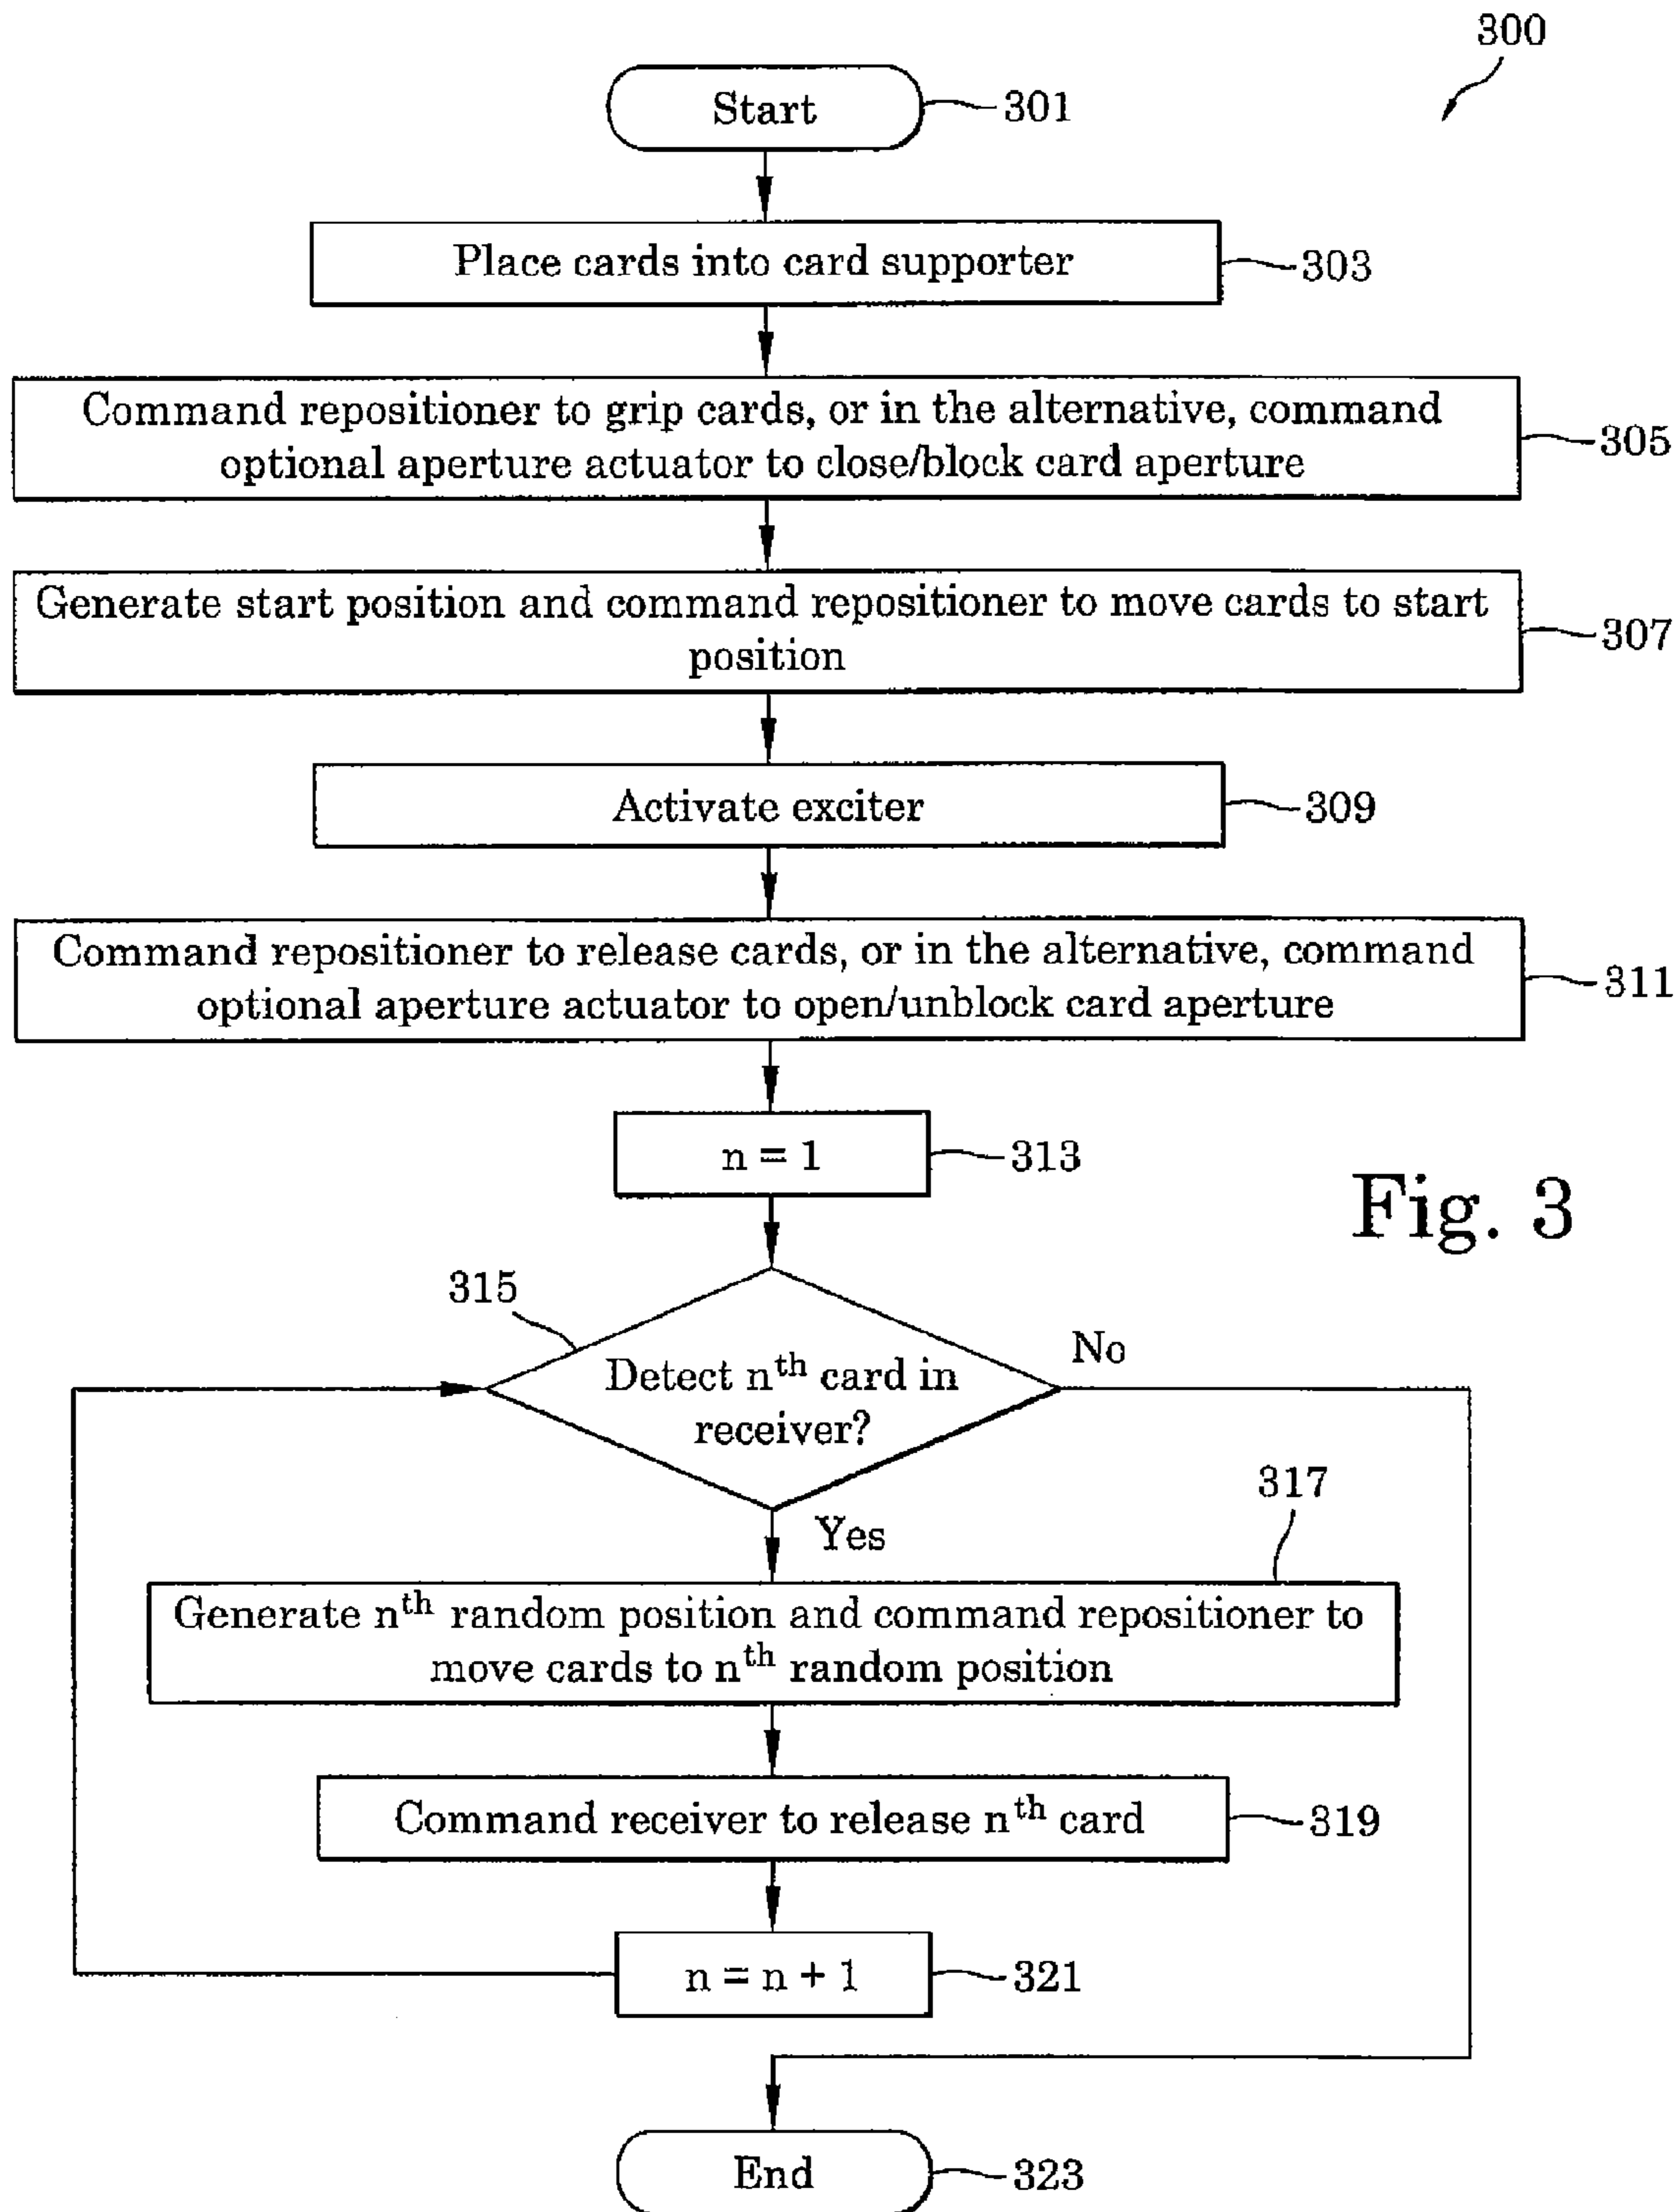 300
Start
301
Place cards into card supporter
303
Command repositioner to grip cards, or in the alternative, command
optional aperture actuator to close/block card aperture
305
Generate start position and command repositioner to move cards to start
position
307
Activate exciter
309
Command repositioner to release cards, or in the alternative, command
optional aperture actuator to open/unblock card aperture
311
n = 1
313
Fig. 3
315
Detect nth card in
receiver?
No
Yes
317
Generate nth random position and command repositioner to
move cards to nth random position
Command receiver to release nth card
319
n = n + 1
321
End
323